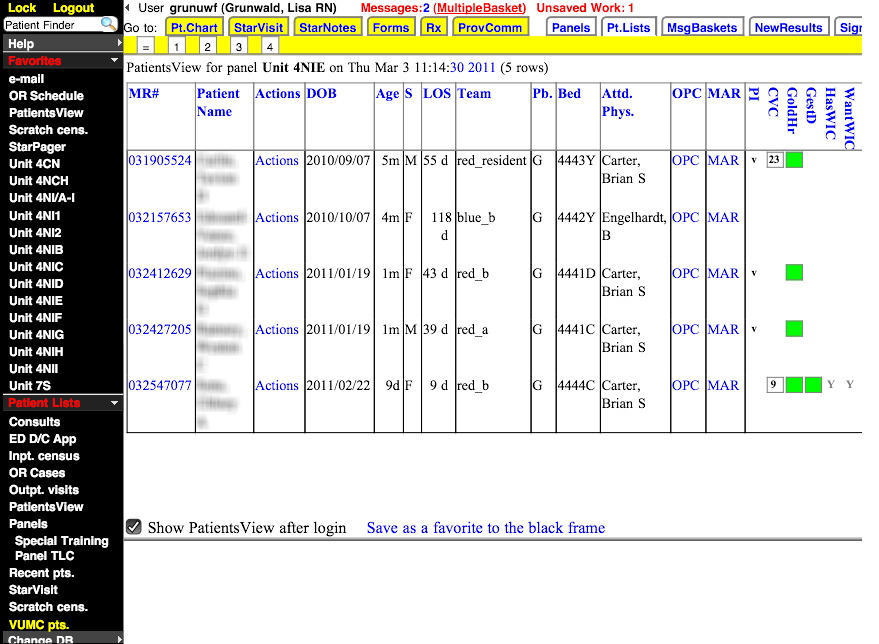 Lock Logout
Patient Finder
Help
Favorites
e-mail
OR Schedule
PatientsView
Scratch cens.
StarPager
Unit 4CN
Unit 4NCH
Unit 4NI/A-I
Unit 4NI1
Unit 4NI2
Unit 4NIB
Unit 4NIC
Unit 4NID
Unit 4NIE
Unit 4NIF
Unit 4NIG
Unit 4NIH
Unit 4NII
Unit 7S
Patient Lists
Consults
ED D/C App
Inpt. census
OR Cases
Outpt. visits
PatientsView
Panels
Special Training
Panel TLC
Recent pts.
StarVisit
Scratch cens.
VUMC pts.
Change DB
User grunuwf (Grunwald, Lisa RN) Messages:2 (MultipleBasket) Unsaved Work: 1
Go to: Pt.Chart StarVisit StarNotes Forms Rx ProvComm Panels Pt.Lists MsgBaskets NewResults Sign
= 1 2 3 4
PatientsView for panel Unit 4NIE on Thu Mar 3 11:14:30 2011 (5 rows)
MR# Patient Actions DOB Age S LOS Team Pb. Bed Attd. OPC MAR PI CVC GoldHr GestD HasWIC WantWIC
Name Phys.
031905524 Actions 2010/09/07 5m M 55 d red_resident G 4443Y Carter, OPC MAR v 23
Brian S
032157653 Actions 2010/10/07 4m F 118 blue_b G 4442Y Engelhardt, OPC MAR
d B
032412629 Actions 2011/01/19 1m F 43 d red_b G 4441D Carter, OPC MAR v
Brian S
032427205 Actions 2011/01/19 1m M 39 d red_a G 4441C Carter, OPC MAR v
Brian S
032547077 Actions 2011/02/22 9d F 9 d red_b G 4444C Carter, OPC MAR 9 Y Y
Brian S
Show PatientsView after login Save as a favorite to the black frame